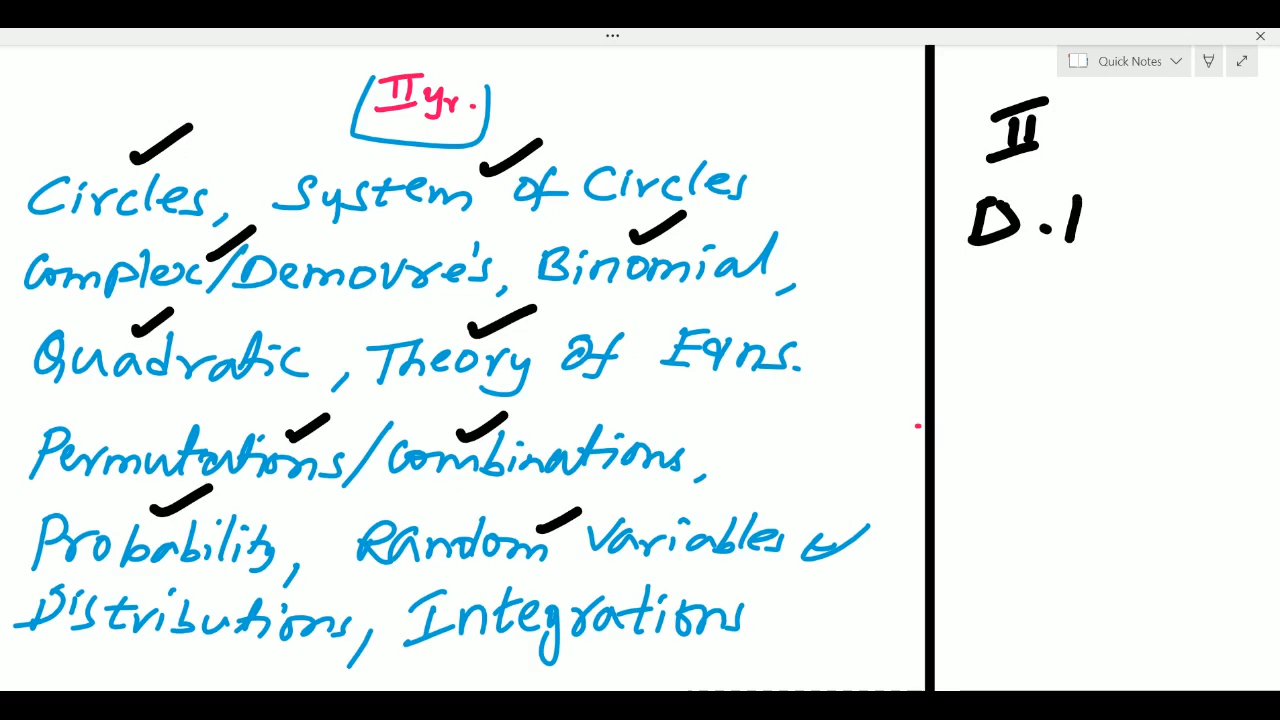 Quick Notes
II yr.
Circles, System of Circles
Complex/Demovre's, Binomial,
Quadratic, Theory of Eqns.
Permutations/Combinations,
Probability, Random Variables
Distributions, Integrations
II
D.I